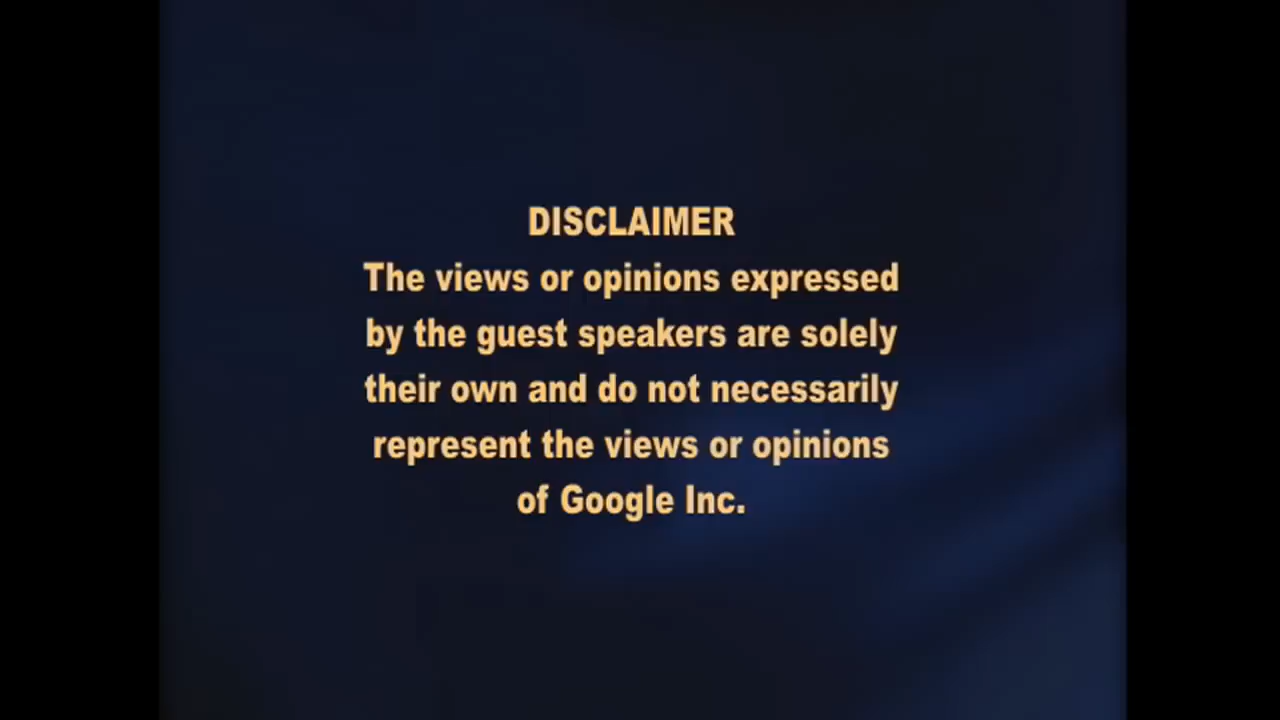 DISCLAIMER
The views or opinions expressed
by the guest speakers are solely
their own and do not necessarily
represent the views or opinions
of Google Inc.